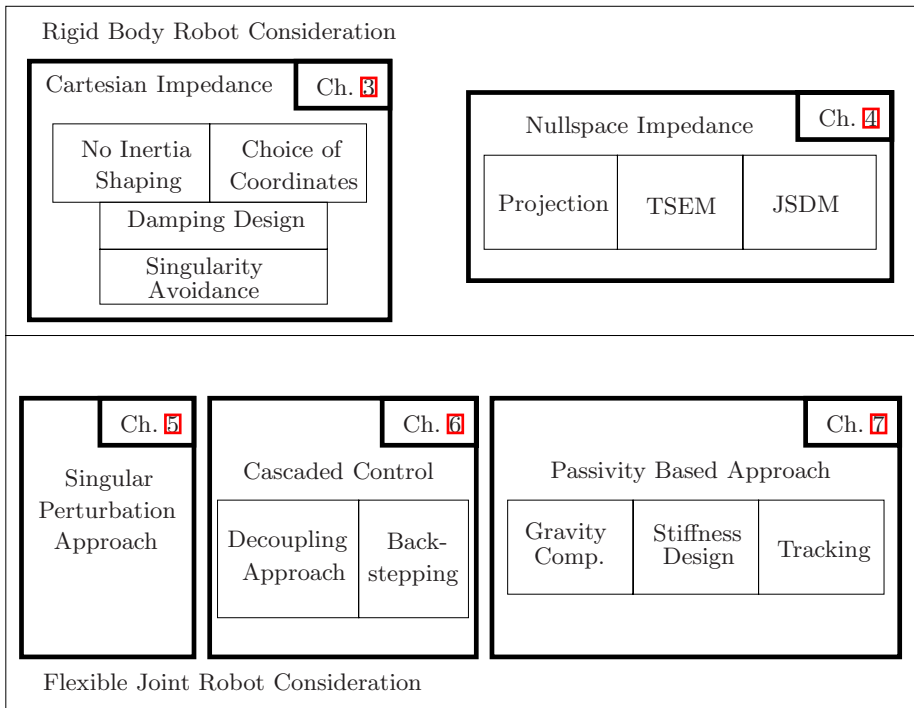 Rigid Body Robot Consideration
Cartesian Impedance
Ch. 3
No Inertia
Shaping
Choice of
Coordinates
Damping Design
Singularity
Avoidance
Nullspace Impedance
Ch. 4
Projection
TSEM
JSDM
Ch. 5
Singular
Perturbation
Approach
Ch. 6
Cascaded Control
Decoupling
Approach
Back-
stepping
Ch. 7
Passivity Based Approach
Gravity
Comp.
Stiffness
Design
Tracking
Flexible Joint Robot Consideration